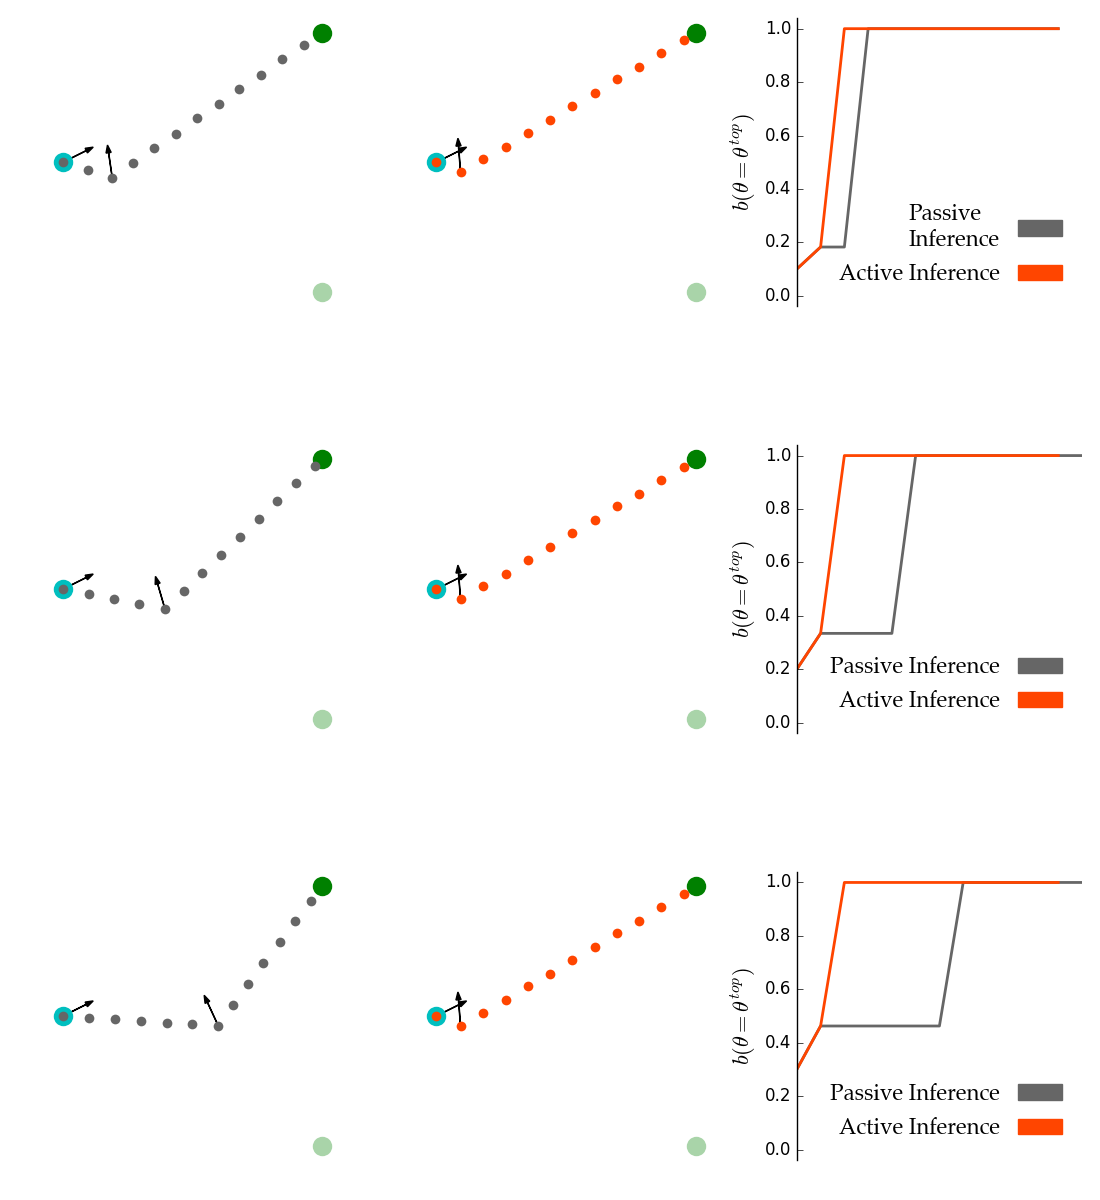 1.0
0.8
0.6
0.4
0.2
0.0
b(θ = θ^{top})
Passive
Inference
Active Inference
1.0
0.8
0.6
0.4
0.2
0.0
b(θ = θ^{top})
Passive Inference
Active Inference
1.0
0.8
0.6
0.4
0.2
0.0
b(θ = θ^{top})
Passive Inference
Active Inference